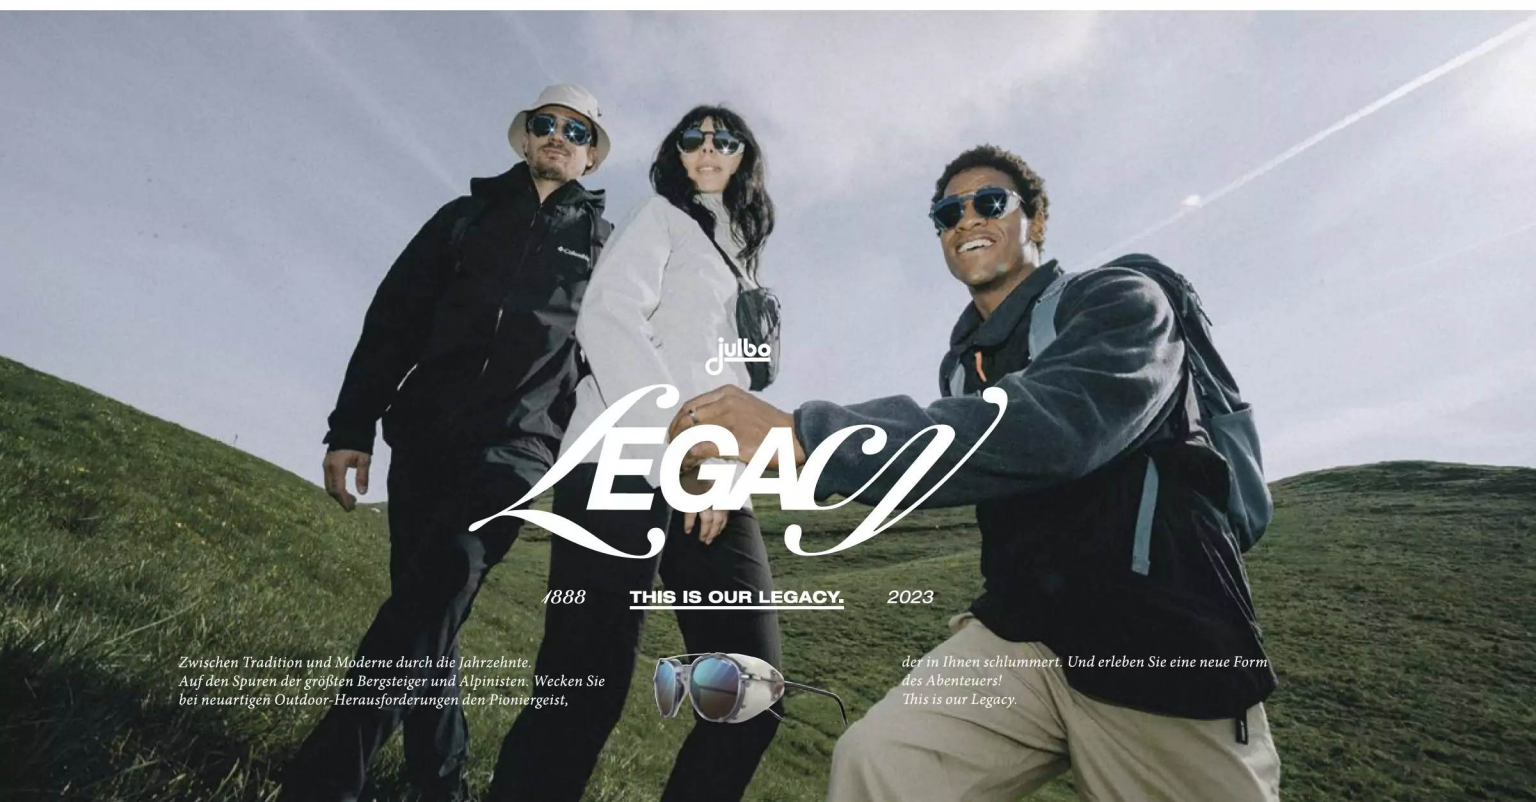 Columbia
julbo
LEGACY
1888 THIS IS OUR LEGACY. 2023
Zwischen Tradition und Moderne durch die Jahrzehnte.
Auf den Spuren der größten Bergsteiger und Alpinisten. Wecken Sie
bei neuartigen Outdoor-Herausforderungen den Pioniergeist,
der in Ihnen schlummert. Und erleben Sie eine neue Form
des Abenteuers!
This is our Legacy.